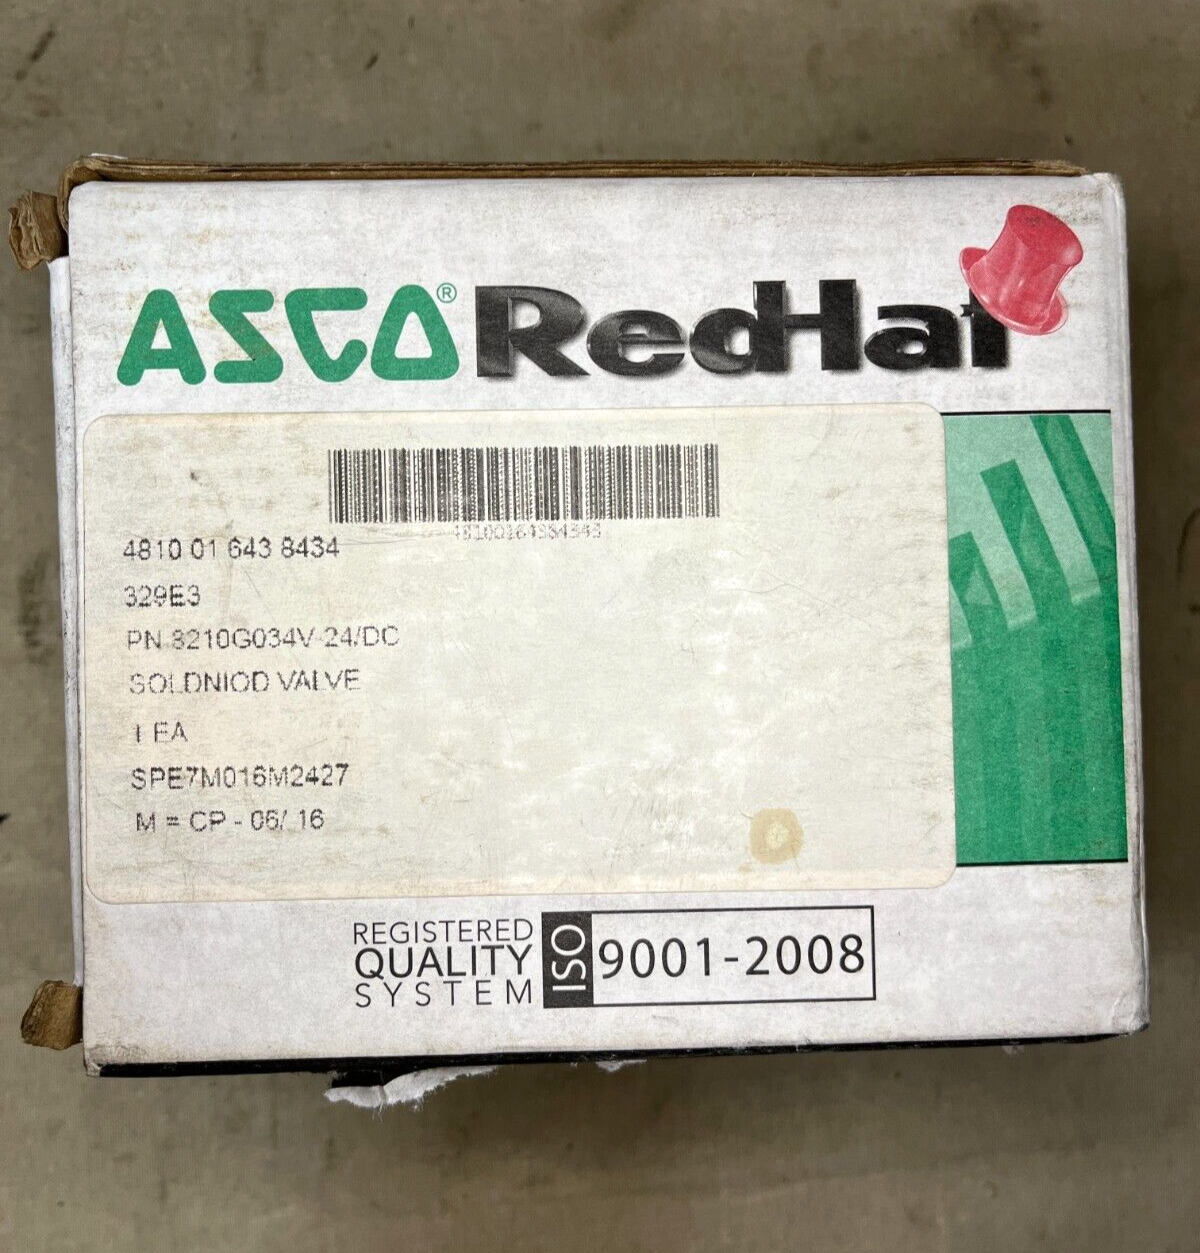 ASCO® RedHat
4810 01 643 8434
329E3
PN 8210G034V-24/DC
SOLDNIOD VALVE
1 EA
SPE7M016M2427
M = CP - 06/ 16
REGISTERED
QUALITY
SYSTEM
ISO 9001-2008